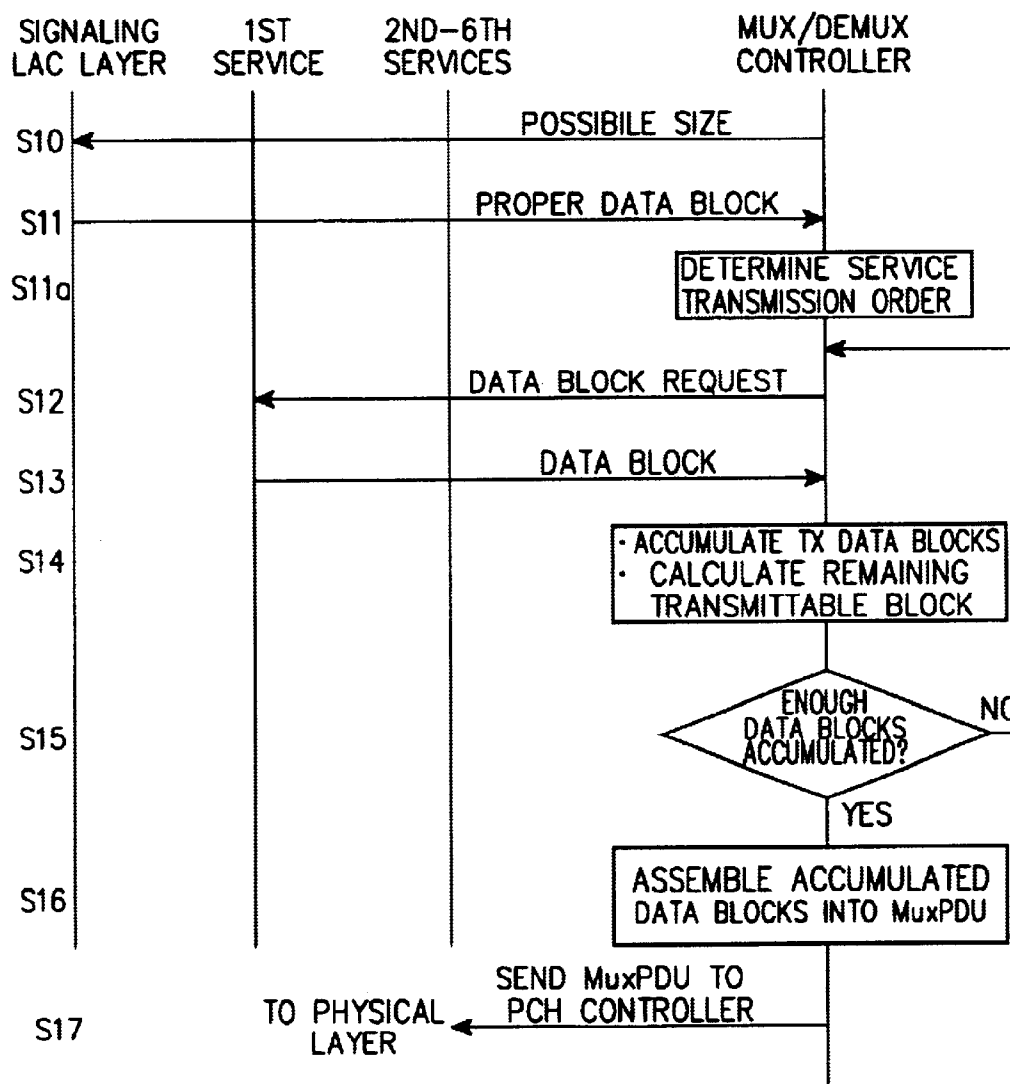 SIGNALING
LAC LAYER
1ST
SERVICE
2ND-6TH
SERVICES
MUX/DEMUX
CONTROLLER
S10
POSSIBILE SIZE
S11
PROPER DATA BLOCK
S11a
DETERMINE SERVICE
TRANSMISSION ORDER
S12
DATA BLOCK REQUEST
S13
DATA BLOCK
S14
· ACCUMULATE TX DATA BLOCKS
· CALCULATE REMAINING
TRANSMITTABLE BLOCK
S15
ENOUGH
DATA BLOCKS
ACCUMULATED?
NO
YES
S16
ASSEMBLE ACCUMULATED
DATA BLOCKS INTO MuxPDU
S17
TO PHYSICAL
LAYER
SEND MuxPDU TO
PCH CONTROLLER